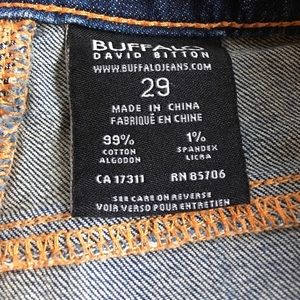 BUFFALO
DAVID BITTON
WWW.BUFFALOJEANS.COM
29
MADE IN CHINA
FABRIQUÉ EN CHINE
99% 1%
COTTON SPANDEX
ALGODON LICRA
CA 17311 RN 85706
SEE CARE ON REVERSE
VOIR VERSO POUR ENTRETIEN